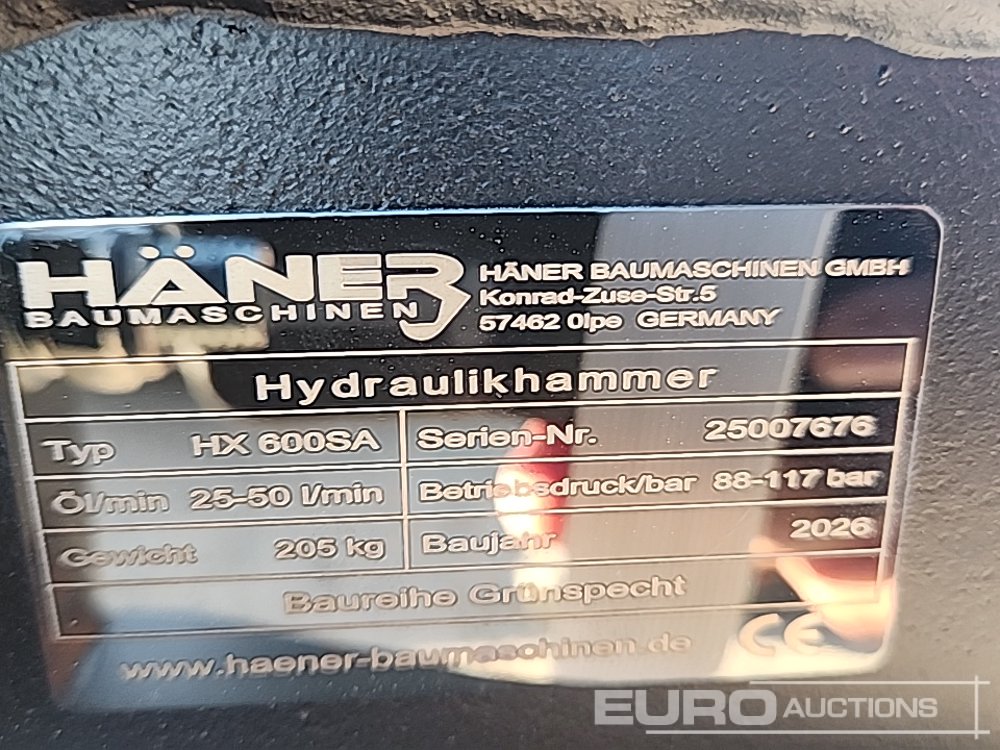 HÄNER
BAUMASCHINEN
HÄNER BAUMASCHINEN GMBH
Konrad-Zuse-Str.5
57462 Olpe GERMANY
Hydraulikhammer
Typ HX 600SA Serien-Nr. 25007676
Öl/min 25-50 l/min Betriebsdruck/bar 88-117 bar
Gewicht 205 kg Baujahr 2026
Baureihe Grünspecht
www.haener-baumaschinen.de CE
EURO AUCTIONS